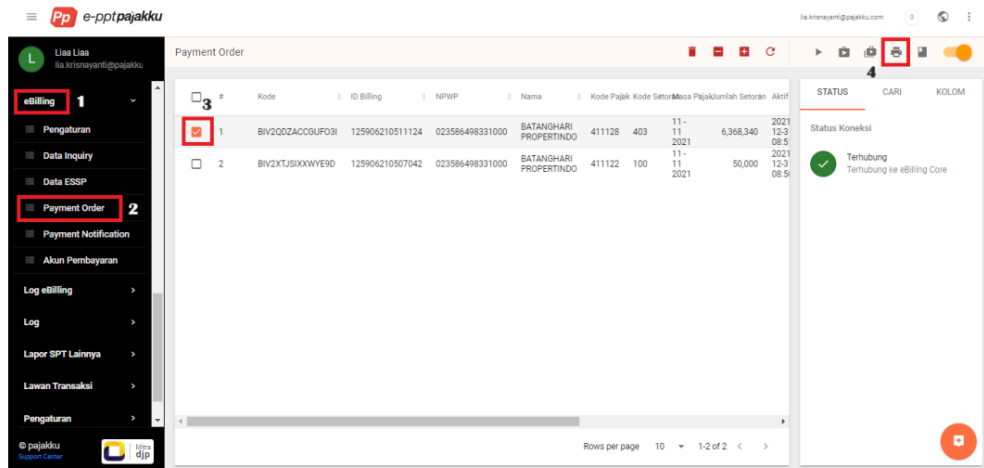 Pp e-pptpajakku
lia.krisnayanti@pajakku.com 0
L Liaa Liaa
lia.krisnayanti@pajakku
Payment Order
4
eBilling 1
Pengaturan
Data Inquiry
Data ESSP
Payment Order 2
Payment Notification
Akun Pembayaran
Log eBilling
Log
Lapor SPT Lainnya
Lawan Transaksi
Pengaturan
© pajakku
Support Center
Mitra
djp
3 # Kode ID Billing NPWP Nama Kode Pajak Kode Setoran Masa Pajak Jumlah Setoran Aktif
1 BIV2QDZACCGUFO3I 125906210511124 023586498331000 BATANGHARI PROPERTINDO 411128 403 11 - 11 2021 6,368,340 2021 12-3 08:5
2 BIV2XTJSIXXWYE9D 125906210507042 023586498331000 BATANGHARI PROPERTINDO 411122 100 11 - 11 2021 50,000 2021 12-3 08:50
Rows per page 10 1-2 of 2
STATUS CARI KOLOM
Status Koneksi
Terhubung
Terhubung ke eBilling Core